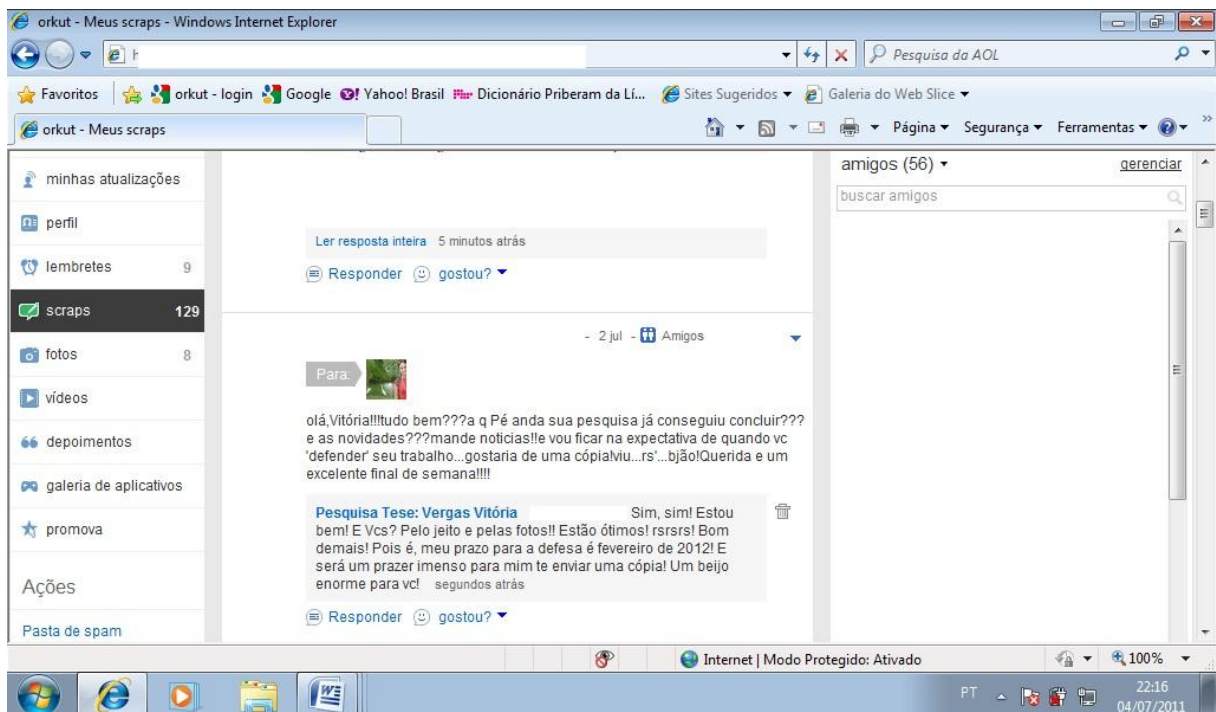 orkut - Meus scraps - Windows Internet Explorer
Pesquisa da AOL
Favoritos
orkut - login
Google
Yahoo! Brasil
Dicionário Priberam da Lí...
Sites Sugeridos
Galeria do Web Slice
orkut - Meus scraps
Página
Segurança
Ferramentas
minhas atualizações
perfil
lembretes 9
scraps 129
fotos 8
vídeos
depoimentos
galeria de aplicativos
promova
Ações
Pasta de spam
Ler resposta inteira 5 minutos atrás
Responder gostou?
- 2 jul - Amigos
Para:
olá,Vitória!!!tudo bem???a q Pé anda sua pesquisa já conseguiu concluir???
e as novidades???mande noticias!!e vou ficar na expectativa de quando vc
'defender' seu trabalho...gostaria de uma cópia!viu...rs'...bjão!Querida e um
excelente final de semana!!!!
Pesquisa Tese: Vergas Vitória Sim, sim! Estou
bem! E Vcs? Pelo jeito e pelas fotos!! Estão ótimos! rsrsrs! Bom
demais! Pois é, meu prazo para a defesa é fevereiro de 2012! E
será um prazer imenso para mim te enviar uma cópia! Um beijo
enorme para vc! segundos atrás
Responder gostou?
amigos (56) gerenciar
buscar amigos
Internet | Modo Protegido: Ativado
100%
PT
22:16
04/07/2011